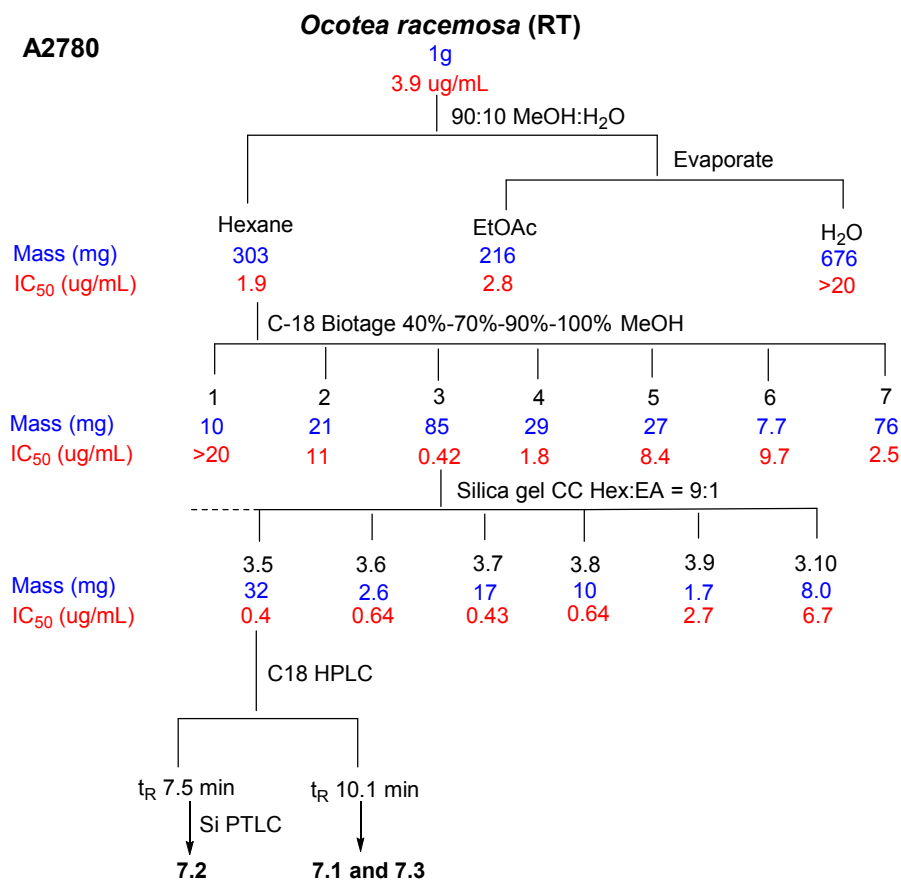 Ocotea racemosa (RT)
A2780
1g
3.9 ug/mL
90:10 MeOH:H2O
Evaporate
Hexane EtOAc H2O
Mass (mg) 303 216 676
IC50 (ug/mL) 1.9 2.8 >20
C-18 Biotage 40%-70%-90%-100% MeOH
1 2 3 4 5 6 7
Mass (mg) 10 21 85 29 27 7.7 76
IC50 (ug/mL) >20 11 0.42 1.8 8.4 9.7 2.5
Silica gel CC Hex:EA = 9:1
3.5 3.6 3.7 3.8 3.9 3.10
Mass (mg) 32 2.6 17 10 1.7 8.0
IC50 (ug/mL) 0.4 0.64 0.43 0.64 2.7 6.7
C18 HPLC
tR 7.5 min tR 10.1 min
Si PTLC
7.2 7.1 and 7.3